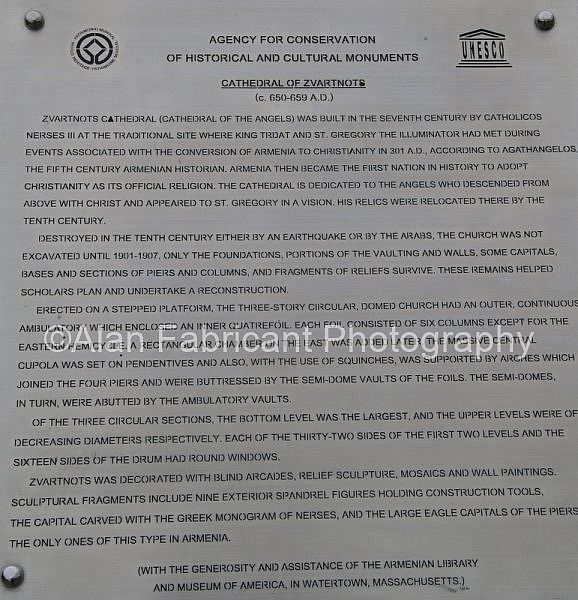 AGENCY FOR CONSERVATION
OF HISTORICAL AND CULTURAL MONUMENTS
UNESCO
CATHEDRAL OF ZVARTNOTS
(c. 650-659 A.D.)
ZVARTNOTS CATHEDRAL (CATHEDRAL OF THE ANGELS) WAS BUILT IN THE SEVENTH CENTURY BY CATHOLICOS
NERSES III AT THE TRADITIONAL SITE WHERE KING TRDAT AND ST. GREGORY THE ILLUMINATOR HAD MET DURING
EVENTS ASSOCIATED WITH THE CONVERSION OF ARMENIA TO CHRISTIANITY IN 301 A.D., ACCORDING TO AGATHANGELOS,
THE FIFTH CENTURY ARMENIAN HISTORIAN. ARMENIA THEN BECAME THE FIRST NATION IN HISTORY TO ADOPT
CHRISTIANITY AS ITS OFFICIAL RELIGION. THE CATHEDRAL IS DEDICATED TO THE ANGELS WHO DESCENDED FROM
ABOVE WITH CHRIST AND APPEARED TO ST. GREGORY IN A VISION. HIS RELICS WERE RELOCATED THERE BY THE
TENTH CENTURY.
DESTROYED IN THE TENTH CENTURY EITHER BY AN EARTHQUAKE OR BY THE ARABS, THE CHURCH WAS NOT
EXCAVATED UNTIL 1901-1907. ONLY THE FOUNDATIONS, PORTIONS OF THE VAULTING AND WALLS, SOME CAPITALS,
BASES AND SECTIONS OF PIERS AND COLUMNS, AND FRAGMENTS OF RELIEFS SURVIVE. THESE REMAINS HELPED
SCHOLARS PLAN AND UNDERTAKE A RECONSTRUCTION.
ERECTED ON A STEPPED PLATFORM, THE THREE-STORY CIRCULAR, DOMED CHURCH HAD AN OUTER, CONTINUOUS
AMBULATORY WHICH ENCLOSED AN INNER QUATREFOIL. EACH FOIL CONSISTED OF SIX COLUMNS EXCEPT FOR THE
©Alan Fabricant Photography
EASTERN HEMICYCLE. A RECTANGULAR CHAMBER ON THE EAST WAS ADDED LATER. THE MASSIVE CENTRAL
CUPOLA WAS SET ON PENDENTIVES AND ALSO, WITH THE USE OF SQUINCHES, WAS SUPPORTED BY ARCHES WHICH
JOINED THE FOUR PIERS AND WERE BUTTRESSED BY THE SEMI-DOME VAULTS OF THE FOILS. THE SEMI-DOMES,
IN TURN, WERE ABUTTED BY THE AMBULATORY VAULTS.
OF THE THREE CIRCULAR SECTIONS, THE BOTTOM LEVEL WAS THE LARGEST, AND THE UPPER LEVELS WERE OF
DECREASING DIAMETERS RESPECTIVELY. EACH OF THE THIRTY-TWO SIDES OF THE FIRST TWO LEVELS AND THE
SIXTEEN SIDES OF THE DRUM HAD ROUND WINDOWS.
ZVARTNOTS WAS DECORATED WITH BLIND ARCADES, RELIEF SCULPTURE, MOSAICS AND WALL PAINTINGS.
SCULPTURAL FRAGMENTS INCLUDE NINE EXTERIOR SPANDREL FIGURES HOLDING CONSTRUCTION TOOLS,
THE CAPITAL CARVED WITH THE GREEK MONOGRAM OF NERSES, AND THE LARGE EAGLE CAPITALS OF THE PIERS
THE ONLY ONES OF THIS TYPE IN ARMENIA.
(WITH THE GENEROSITY AND ASSISTANCE OF THE ARMENIAN LIBRARY
AND MUSEUM OF AMERICA, IN WATERTOWN, MASSACHUSETTS.)